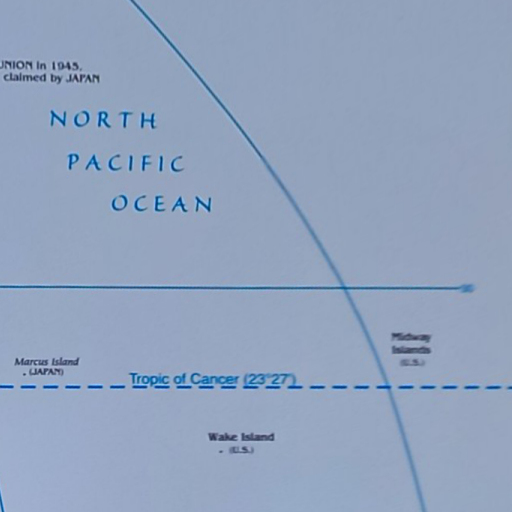 UNION in 1945,
claimed by JAPAN
NORTH
PACIFIC
OCEAN
Midway
Islands
(U.S.)
Marcus Island
(JAPAN)
Tropic of Cancer (23°27')
Wake Island
(U.S.)